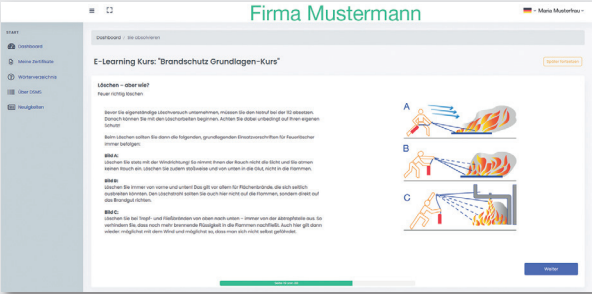 Firma Mustermann
Maria Musterfrau
START
Dashboard
Meine Zertifikate
Wörterverzeichnis
Über DSMS
Neuigkeiten
Dashboard / Sie absolvieren
E-Learning Kurs: "Brandschutz Grundlagen-Kurs"
Löschen – aber wie?
Feuer richtig löschen
Bevor Sie eigenständige Löschversuch unternehmen, müssen Sie den Notruf bei der 112 absetzen.
Danach können Sie mit den Löscharbeiten beginnen. Achten Sie dabei unbedingt auf Ihren eigenen
Schutz!
Beim Löschen sollten Sie dann die folgenden, grundlegenden Einsatzvorschriften für Feuerlöscher
immer befolgen:
Bild A:
Löschen Sie stets mit der Windrichtung! So nimmt Ihnen der Rauch nicht die Sicht und Sie atmen
keinen Rauch ein. Löschen Sie zudem stoßweise und von unten in die Glut, nicht in die Flammen.
Bild B:
Löschen Sie immer von vorne und unten! Das gilt vor allem für Flächenbrände, die sich seitlich
ausbreiten könnten. Den Löschstrahl sollten Sie auch hier nicht auf die Flammen, sondern direkt auf
das Brandgut richten.
Bild C:
Löschen Sie bei Tropf- und Fließbränden von oben nach unten – immer von der Abtropfstelle aus. So
verhindern Sie, dass noch mehr brennende Flüssigkeit in die Flammen nachfließt. Auch hier gilt dann
wieder: möglichst mit dem Wind und möglichst so, dass man sich nicht selbst gefährdet.
A
B
C
Weiter